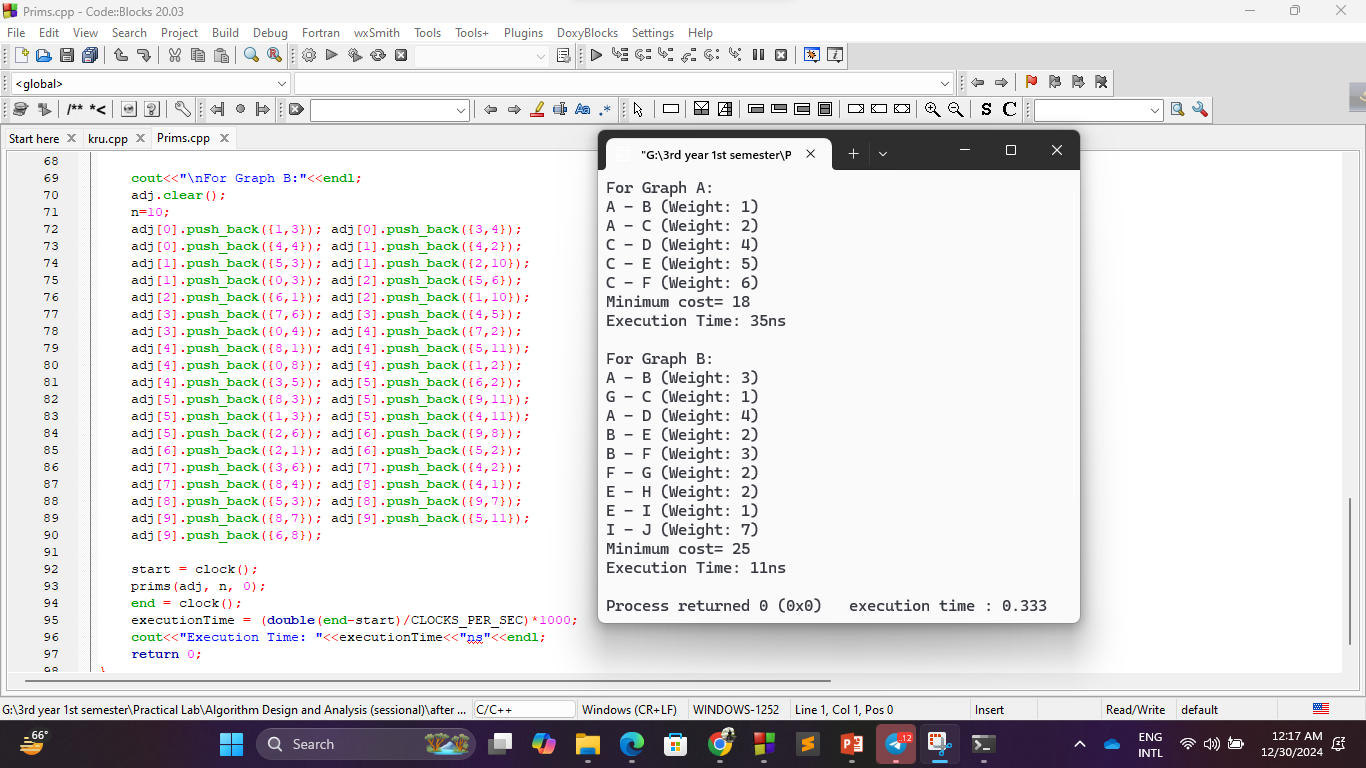 Prims.cpp - Code::Blocks 20.03
File Edit View Search Project Build Debug Fortran wxSmith Tools Tools+ Plugins DoxyBlocks Settings Help
<global>
/** *<
Aa .*
S C
Start here kru.cpp Prims.cpp
68
69 cout<<"\nFor Graph B:"<<endl;
70 adj.clear();
71 n=10;
72 adj[0].push_back({1,3}); adj[0].push_back({3,4});
73 adj[0].push_back({4,4}); adj[1].push_back({4,2});
74 adj[1].push_back({5,3}); adj[1].push_back({2,10});
75 adj[1].push_back({0,3}); adj[2].push_back({5,6});
76 adj[2].push_back({6,1}); adj[2].push_back({1,10});
77 adj[3].push_back({7,6}); adj[3].push_back({4,5});
78 adj[3].push_back({0,4}); adj[4].push_back({7,2});
79 adj[4].push_back({8,1}); adj[4].push_back({5,11});
80 adj[4].push_back({0,8}); adj[4].push_back({1,2});
81 adj[4].push_back({3,5}); adj[5].push_back({6,2});
82 adj[5].push_back({8,3}); adj[5].push_back({9,11});
83 adj[5].push_back({1,3}); adj[5].push_back({4,11});
84 adj[5].push_back({2,6}); adj[6].push_back({9,8});
85 adj[6].push_back({2,1}); adj[6].push_back({5,2});
86 adj[7].push_back({3,6}); adj[7].push_back({4,2});
87 adj[7].push_back({8,4}); adj[8].push_back({4,1});
88 adj[8].push_back({5,3}); adj[8].push_back({9,7});
89 adj[9].push_back({8,7}); adj[9].push_back({5,11});
90 adj[9].push_back({6,8});
91
92 start = clock();
93 prims(adj, n, 0);
94 end = clock();
95 executionTime = (double(end-start)/CLOCKS_PER_SEC)*1000;
96 cout<<"Execution Time: "<<executionTime<<"ns"<<endl;
97 return 0;
98 }
"G:\3rd year 1st semester\P
For Graph A:
A - B (Weight: 1)
A - C (Weight: 2)
C - D (Weight: 4)
C - E (Weight: 5)
C - F (Weight: 6)
Minimum cost= 18
Execution Time: 35ns
For Graph B:
A - B (Weight: 3)
G - C (Weight: 1)
A - D (Weight: 4)
B - E (Weight: 2)
B - F (Weight: 3)
F - G (Weight: 2)
E - H (Weight: 2)
E - I (Weight: 1)
I - J (Weight: 7)
Minimum cost= 25
Execution Time: 11ns
Process returned 0 (0x0) execution time : 0.333
G:\3rd year 1st semester\Practical Lab\Algorithm Design and Analysis (sessional)\after ... C/C++ Windows (CR+LF) WINDOWS-1252 Line 1, Col 1, Pos 0 Insert Read/Write default
66°
Search
12
ENG
INTL
12:17 AM
12/30/2024